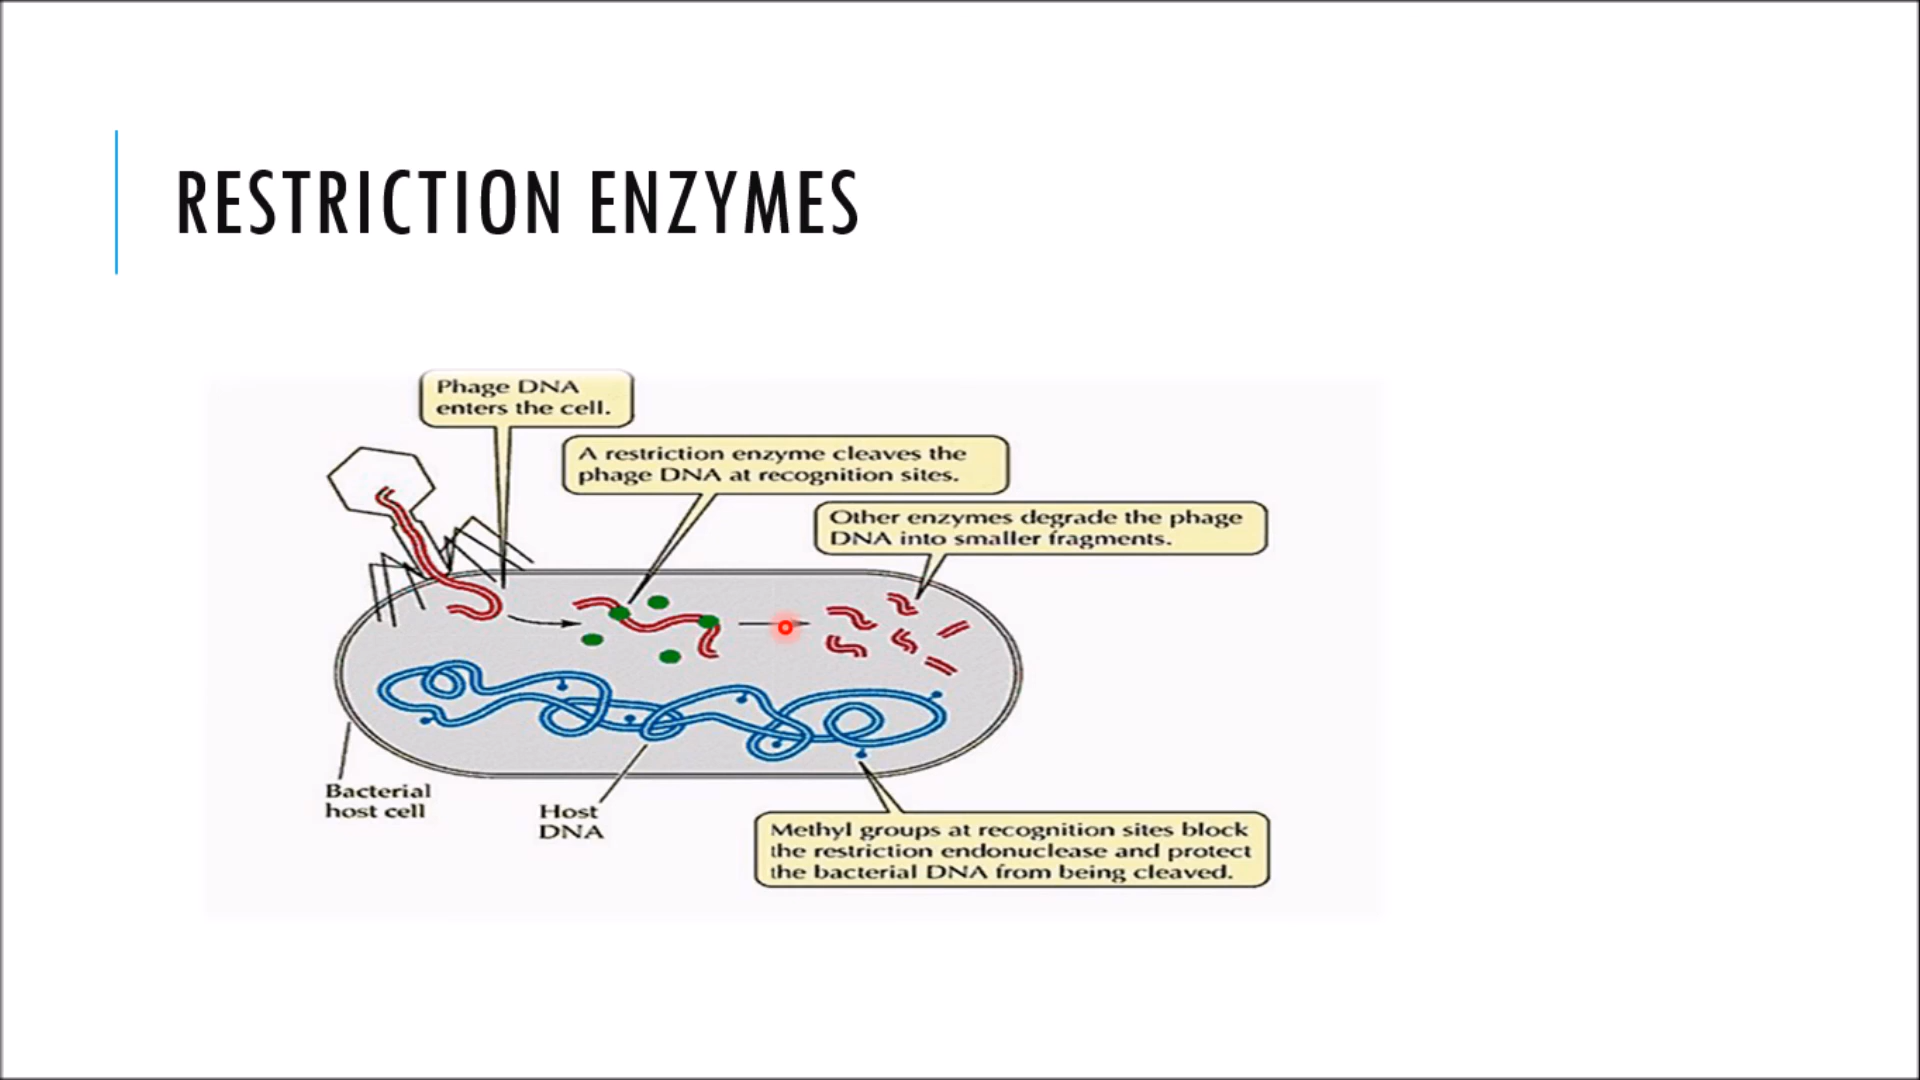 RESTRICTION ENZYMES
Phage DNA
enters the cell.
A restriction enzyme cleaves the
phage DNA at recognition sites.
Other enzymes degrade the phage
DNA into smaller fragments.
Bacterial
host cell
Host
DNA
Methyl groups at recognition sites block
the restriction endonuclease and protect
the bacterial DNA from being cleaved.